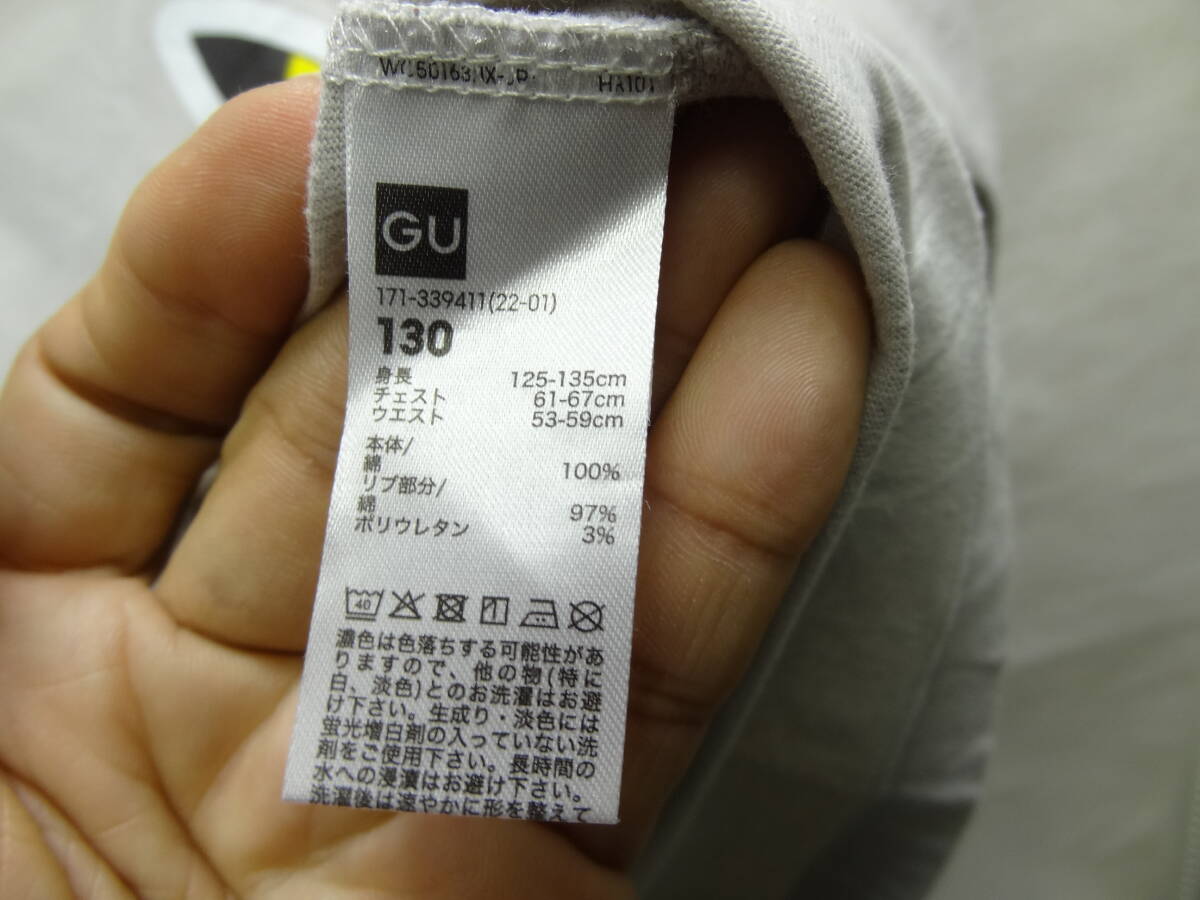 GU
171-339411(22-01)
130
身長 125-135cm
チェスト 61-67cm
ウエスト 53-59cm
本体/
綿 100%
リブ部分/
綿 97%
ポリウレタン 3%
40
濃色は色落ちする可能性があ
りますので、他の物(特に
白、淡色)とのお洗濯はお避
け下さい。生成り・淡色には
蛍光増白剤の入っていない洗
剤をご使用下さい。長時間の
水への浸漬はお避け下さい。
洗濯後は速やかに形を整えて